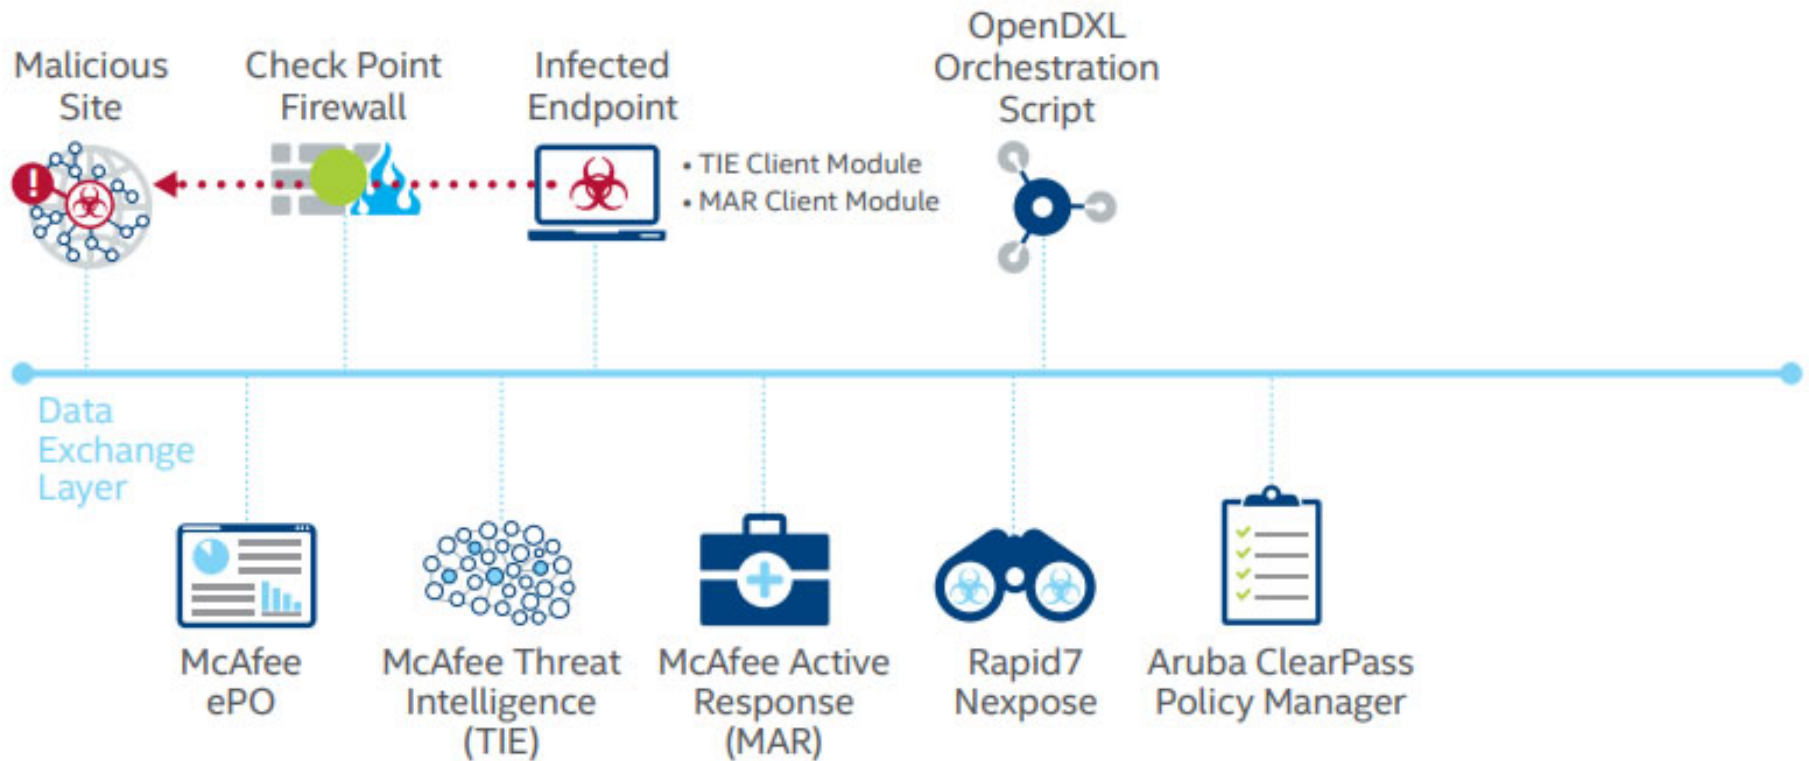 Malicious
Site
Check Point
Firewall
Infected
Endpoint
• TIE Client Module
• MAR Client Module
OpenDXL
Orchestration
Script
!
Data
Exchange
Layer
McAfee
ePO
McAfee Threat
Intelligence
(TIE)
McAfee Active
Response
(MAR)
Rapid7
Nexpose
Aruba ClearPass
Policy Manager